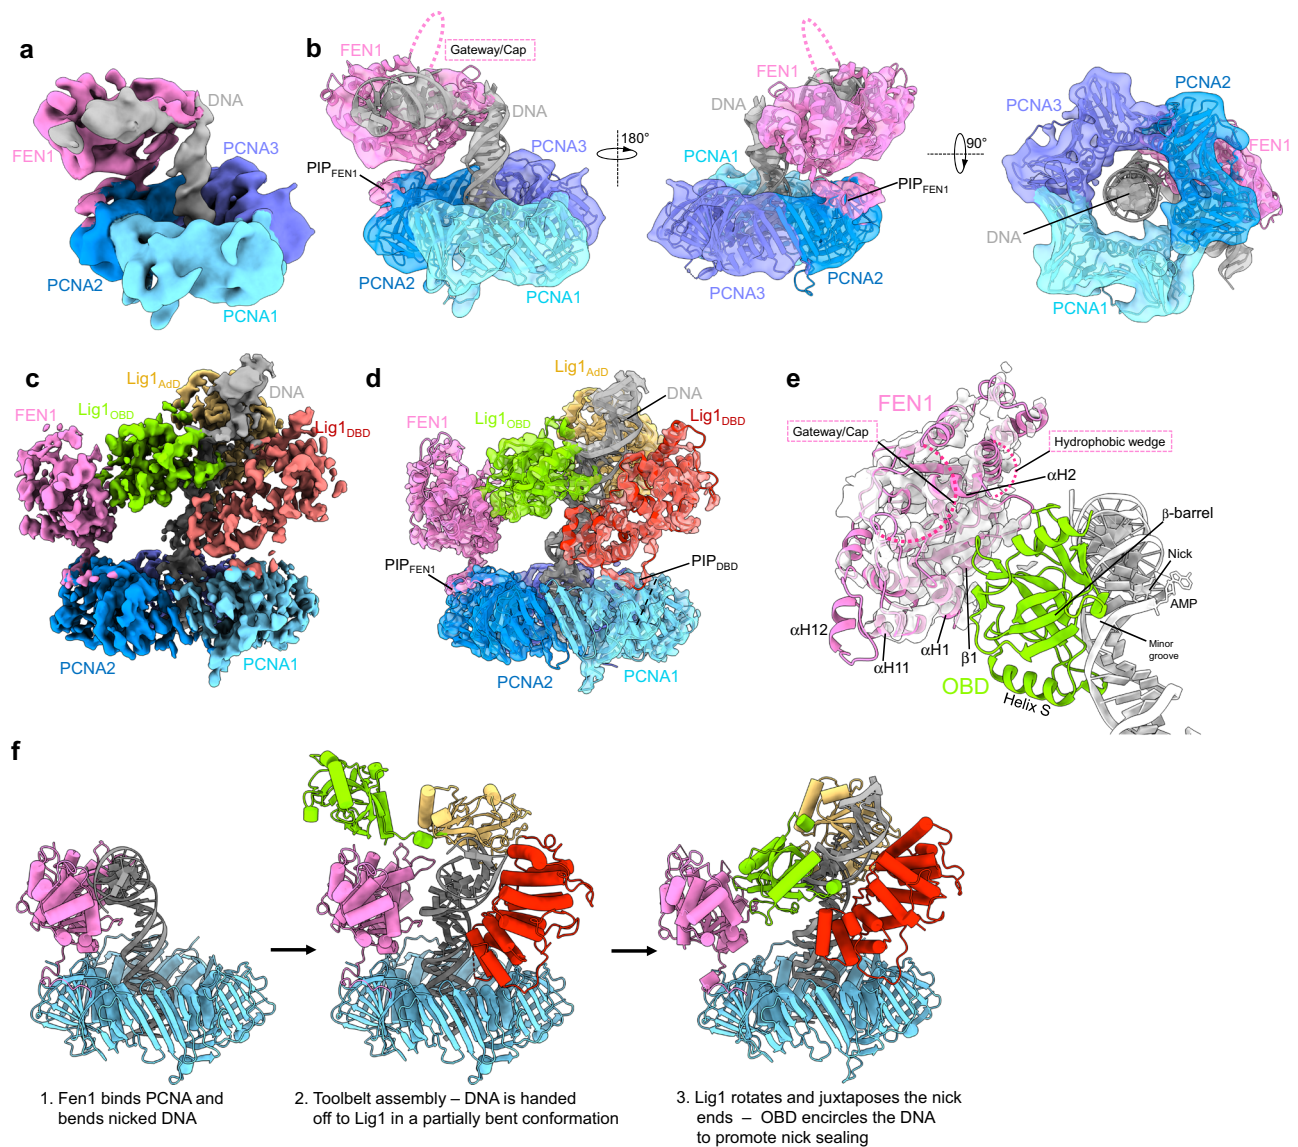 a
FEN1
DNA
PCNA3
PCNA2
PCNA1
b
FEN1
Gateway/Cap
DNA
PCNA3
PIPFEN1
PCNA2
PCNA1
180°
FEN1
DNA
PCNA1
PIPFEN1
PCNA3
PCNA2
90°
PCNA2
PCNA3
FEN1
DNA
PCNA1
c
Lig1AdD
DNA
FEN1
Lig1OBD
Lig1DBD
PCNA2
PCNA1
d
Lig1AdD
DNA
FEN1
Lig1OBD
Lig1DBD
PIPFEN1
PIPDBD
PCNA2
PCNA1
e
FEN1
Gateway/Cap
Hydrophobic wedge
αH2
β-barrel
Nick
AMP
Minor
groove
αH12
αH11
αH1
β1
OBD
Helix S
f
1. Fen1 binds PCNA and
bends nicked DNA
2. Toolbelt assembly – DNA is handed
off to Lig1 in a partially bent conformation
3. Lig1 rotates and juxtaposes the nick
ends – OBD encircles the DNA
to promote nick sealing